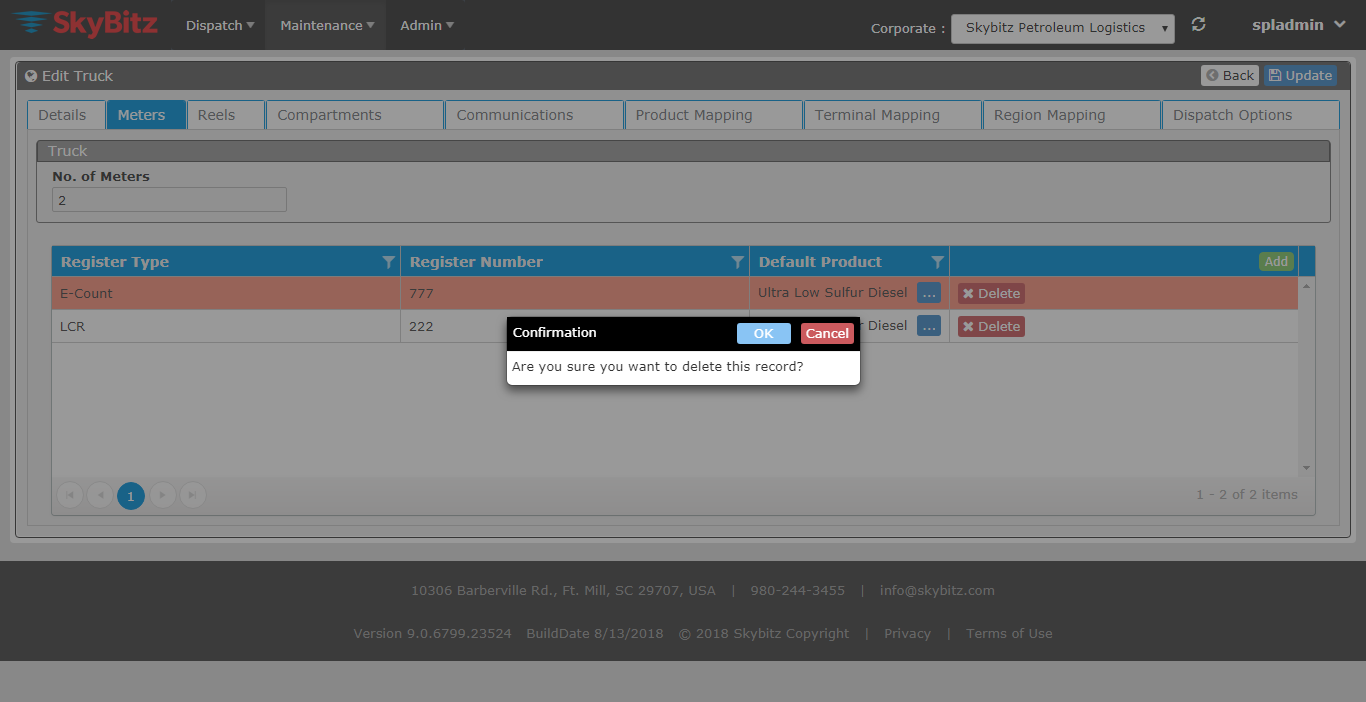 SkyBitz Dispatch Maintenance Admin Corporate : Skybitz Petroleum Logistics spladmin
Edit Truck Back Update
Details Meters Reels Compartments Communications Product Mapping Terminal Mapping Region Mapping Dispatch Options
Truck
No. of Meters
2
Register Type Register Number Default Product Add
E-Count 777 Ultra Low Sulfur Diesel ... Delete
LCR 222 Diesel ... Delete
Confirmation OK Cancel
Are you sure you want to delete this record?
1 1 - 2 of 2 items
10306 Barberville Rd., Ft. Mill, SC 29707, USA | 980-244-3455 | info@skybitz.com
Version 9.0.6799.23524 BuildDate 8/13/2018 © 2018 Skybitz Copyright | Privacy | Terms of Use